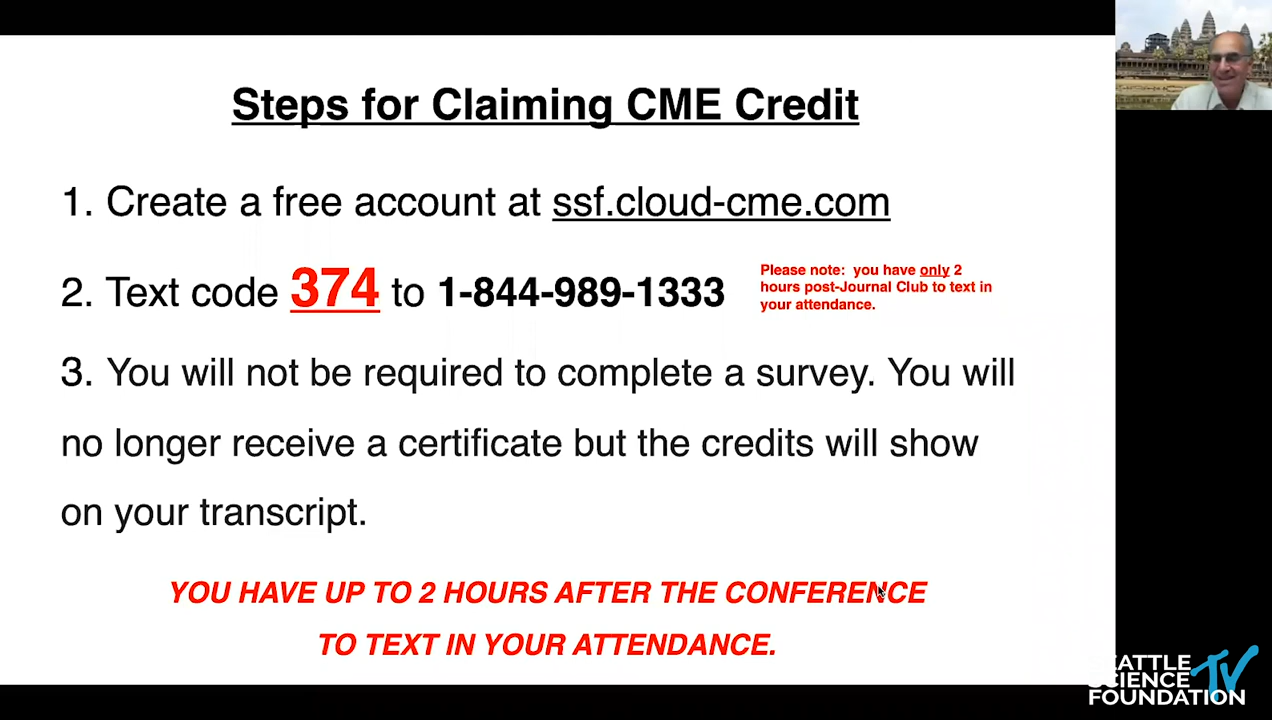 Steps for Claiming CME Credit
1. Create a free account at ssf.cloud-cme.com
2. Text code 374 to 1-844-989-1333
Please note: you have only 2
hours post-Journal Club to text in
your attendance.
3. You will not be required to complete a survey. You will
no longer receive a certificate but the credits will show
on your transcript.
YOU HAVE UP TO 2 HOURS AFTER THE CONFERENCE
TO TEXT IN YOUR ATTENDANCE.
SEATTLE
SCIENCE TV
FOUNDATION